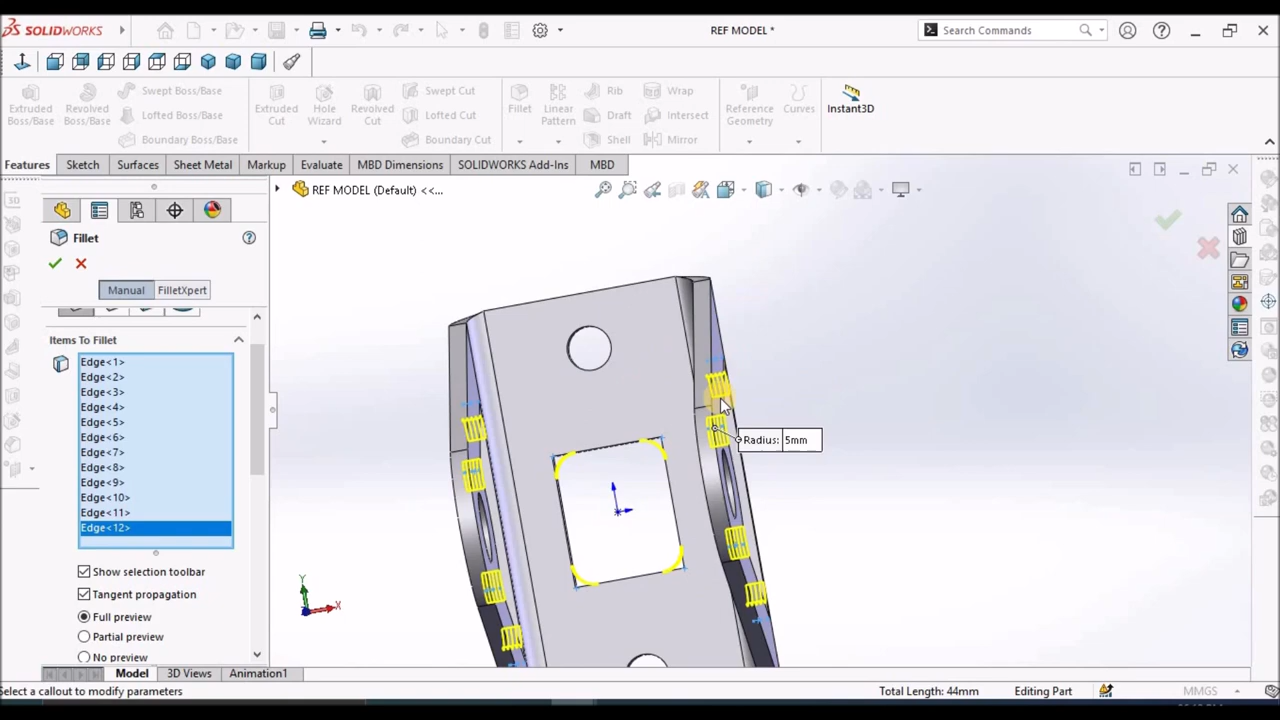 SOLIDWORKS
REF MODEL *
Search Commands
Extruded Boss/Base
Revolved Boss/Base
Swept Boss/Base
Lofted Boss/Base
Boundary Boss/Base
Extruded Cut
Hole Wizard
Revolved Cut
Swept Cut
Lofted Cut
Boundary Cut
Fillet
Linear Pattern
Rib
Draft
Shell
Wrap
Intersect
Mirror
Reference Geometry
Curves
Instant3D
Features
Sketch
Surfaces
Sheet Metal
Markup
Evaluate
MBD Dimensions
SOLIDWORKS Add-Ins
MBD
REF MODEL (Default) <<...
Fillet
Manual
FilletXpert
Items To Fillet
Edge<1>
Edge<2>
Edge<3>
Edge<4>
Edge<5>
Edge<6>
Edge<7>
Edge<8>
Edge<9>
Edge<10>
Edge<11>
Edge<12>
Show selection toolbar
Tangent propagation
Full preview
Partial preview
No preview
Radius: 5mm
Y
X
Model
3D Views
Animation1
Select a callout to modify parameters
Total Length: 44mm
Editing Part
MMGS